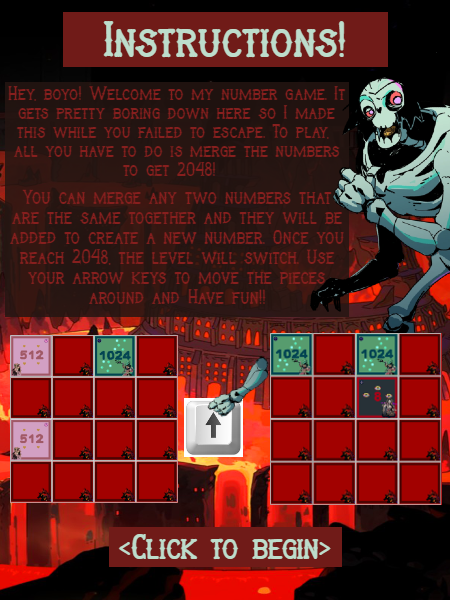 Instructions!
Hey, boyo! Welcome to my number game. It
gets pretty boring down here so I made
this while you failed to escape. To play,
all you have to do is merge the numbers
to get 2048!
You can merge any two numbers that
are the same together and they will be
added to create a new number. Once you
reach 2048, the level will switch. Use
your arrow keys to move the pieces
around and Have fun!!
512 1024
1024 1024
512
<Click to begin>